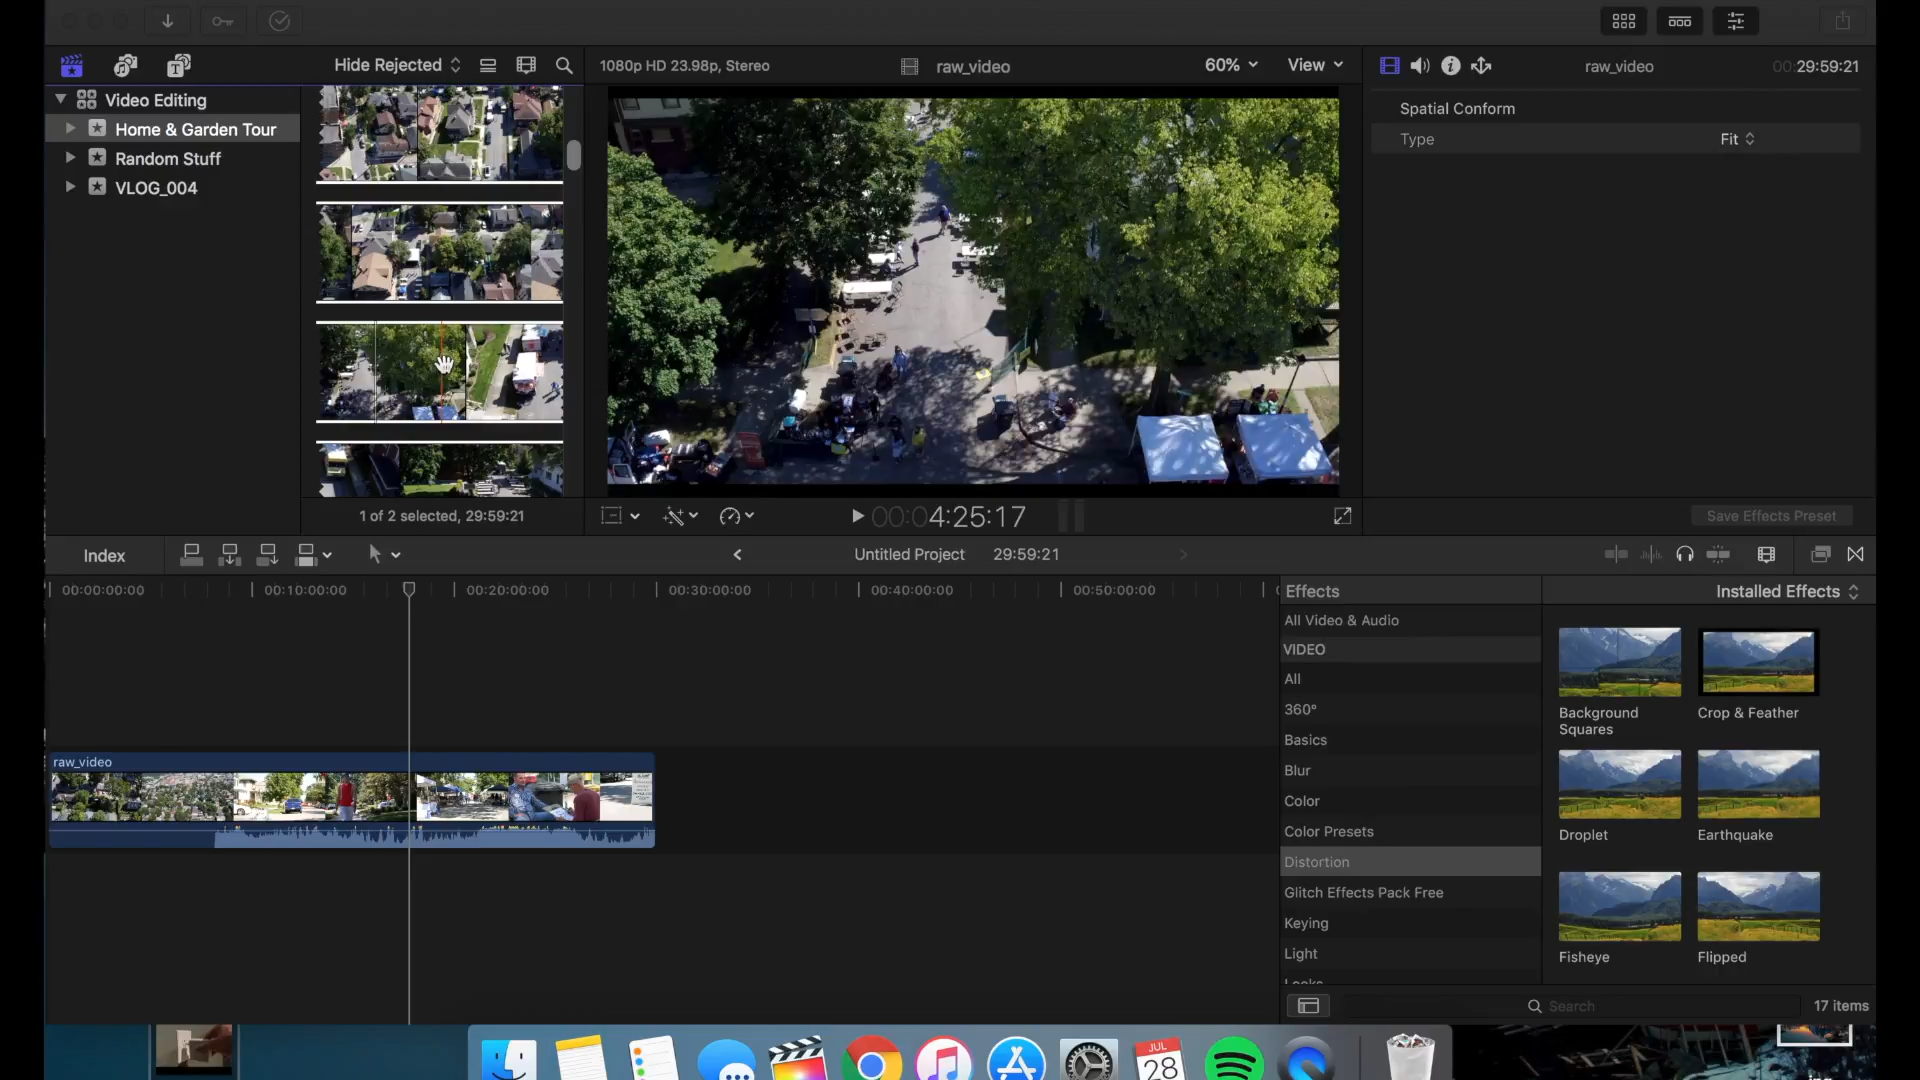 Hide Rejected
1080p HD 23.98p, Stereo
raw_video
60%
View
raw_video
00:29:59:21
Video Editing
Home & Garden Tour
Random Stuff
VLOG_004
Spatial Conform
Type
Fit
1 of 2 selected, 29:59:21
00:04:25:17
Save Effects Preset
Index
Untitled Project
29:59:21
00:00:00:00
00:10:00:00
00:20:00:00
00:30:00:00
00:40:00:00
00:50:00:00
Effects
Installed Effects
All Video & Audio
VIDEO
All
360°
Basics
Blur
Color
Color Presets
Distortion
Glitch Effects Pack Free
Keying
Light
Looks
Background
Squares
Crop & Feather
Droplet
Earthquake
Fisheye
Flipped
raw_video
Search
17 items
JUL
28